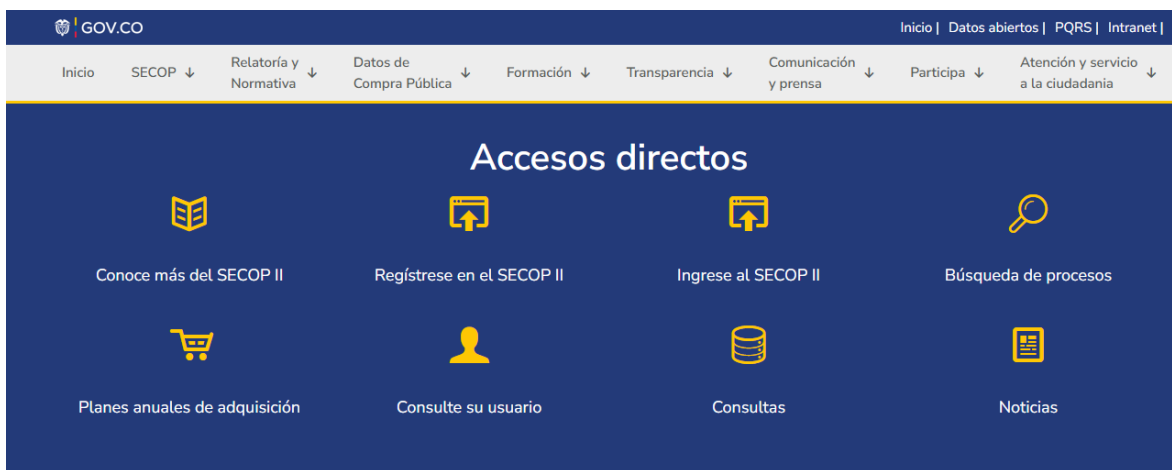 GOV.CO
Inicio | Datos abiertos | PQRS | Intranet |
Inicio
SECOP
Relatoría y
Normativa
Datos de
Compra Pública
Formación
Transparencia
Comunicación
y prensa
Participa
Atención y servicio
a la ciudadania
Accesos directos
Conoce más del SECOP II
Regístrese en el SECOP II
Ingrese al SECOP II
Búsqueda de procesos
Planes anuales de adquisición
Consulte su usuario
Consultas
Noticias